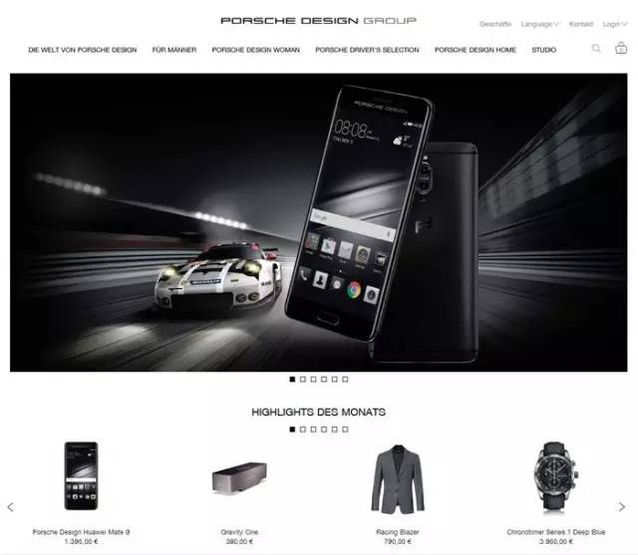 PORSCHE DESIGN GROUP
Geschäfte Language Kontakt Login
DIE WELT VON PORSCHE DESIGN FÜR MÄNNER PORSCHE DESIGN WOMAN PORSCHE DRIVER'S SELECTION PORSCHE DESIGN HOME STUDIO
PORSCHE DESIGN
08:08
Google
HIGHLIGHTS DES MONATS
Porsche Design Huawei Mate 9 Gravity One Racing Blazer Chronotimer Series 1 Deep Blue
1.395,00 € 380,00 € 790,00 € 3.950,00 €